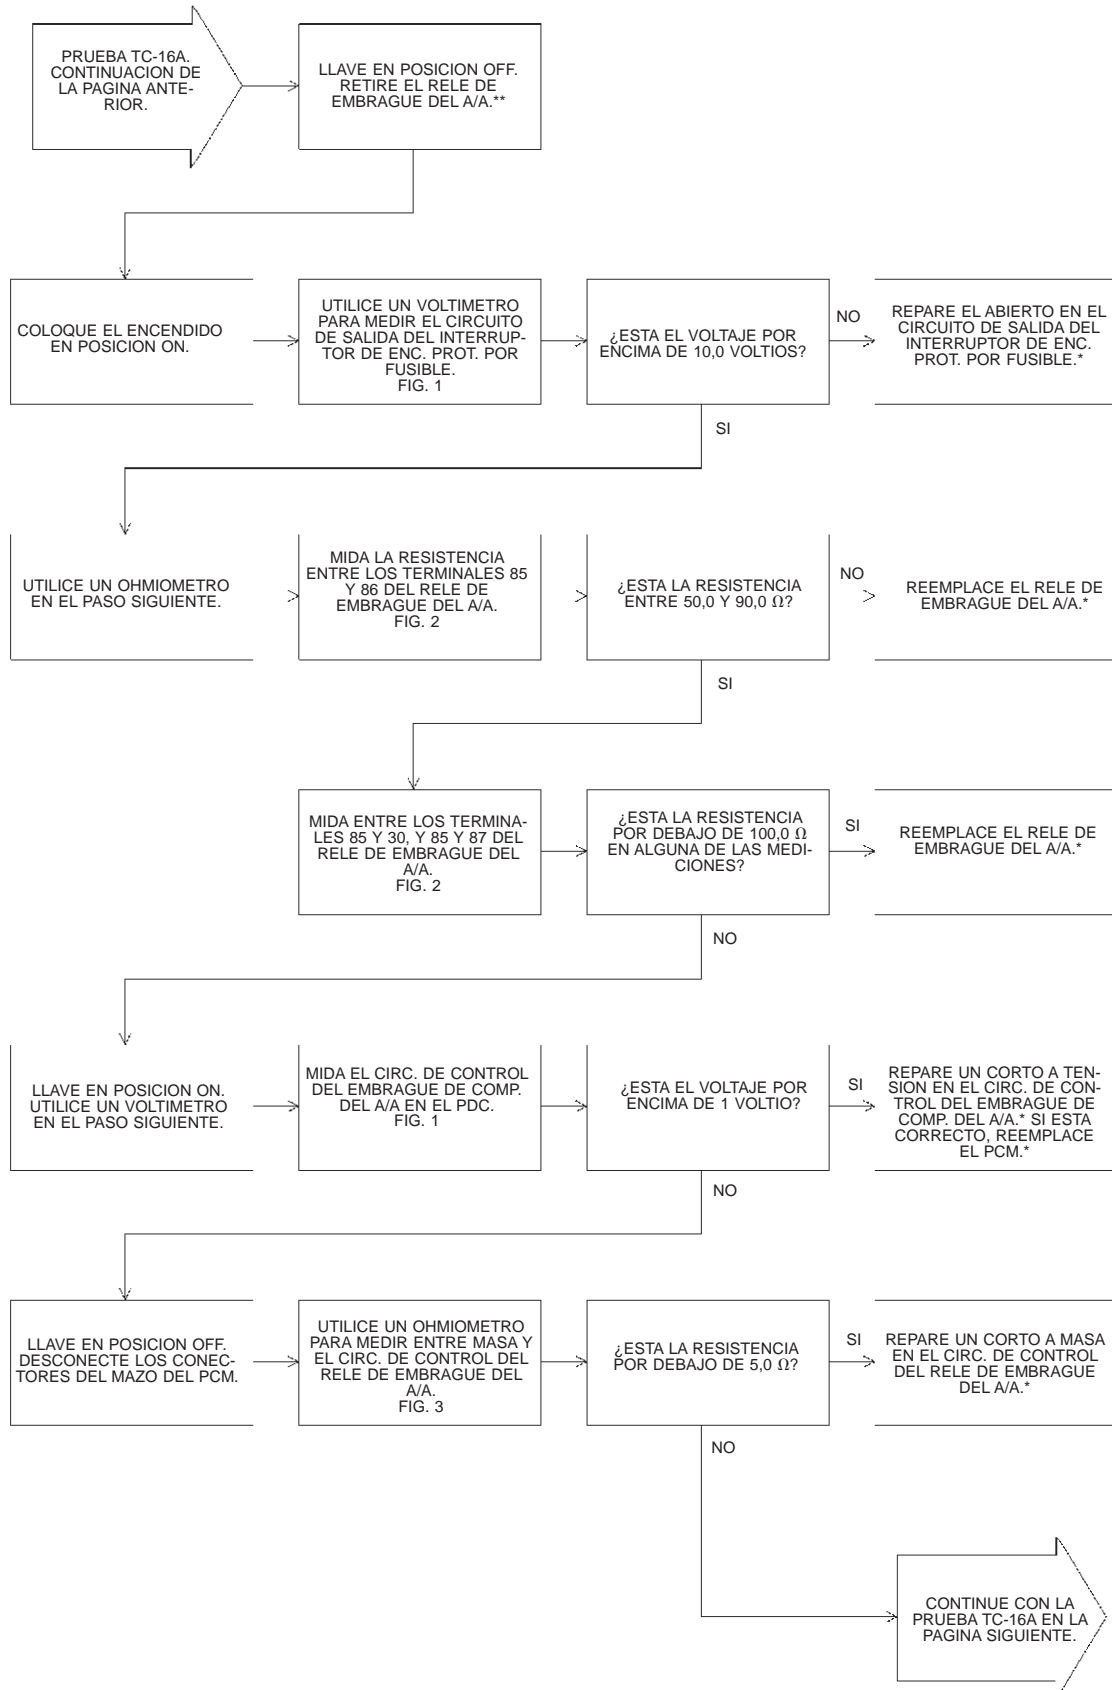 PRUEBA TC-16A.
CONTINUACION DE
LA PAGINA ANTE-
RIOR.
LLAVE EN POSICION OFF.
RETIRE EL RELE DE
EMBRAGUE DEL A/A.**
COLOQUE EL ENCENDIDO
EN POSICION ON.
UTILICE UN VOLTIMETRO
PARA MEDIR EL CIRCUITO
DE SALIDA DEL INTERRUP-
TOR DE ENC. PROT. POR
FUSIBLE.
FIG. 1
¿ESTA EL VOLTAJE POR
ENCIMA DE 10,0 VOLTIOS?
NO
REPARE EL ABIERTO EN EL
CIRCUITO DE SALIDA DEL
INTERRUPTOR DE ENC.
PROT. POR FUSIBLE.*
SI
UTILICE UN OHMIOMETRO
EN EL PASO SIGUIENTE.
MIDA LA RESISTENCIA
ENTRE LOS TERMINALES 85
Y 86 DEL RELE DE
EMBRAGUE DEL A/A.
FIG. 2
¿ESTA LA RESISTENCIA
ENTRE 50,0 Y 90,0 Ω?
NO
REEMPLACE EL RELE DE
EMBRAGUE DEL A/A.*
SI
MIDA ENTRE LOS TERMINA-
LES 85 Y 30, Y 85 Y 87 DEL
RELE DE EMBRAGUE DEL
A/A.
FIG. 2
¿ESTA LA RESISTENCIA
POR DEBAJO DE 100,0 Ω
EN ALGUNA DE LAS MEDI-
CIONES?
SI
REEMPLACE EL RELE DE
EMBRAGUE DEL A/A.*
NO
LLAVE EN POSICION ON.
UTILICE UN VOLTIMETRO
EN EL PASO SIGUIENTE.
MIDA EL CIRC. DE CONTROL
DEL EMBRAGUE DE COMP.
DEL A/A EN EL PDC.
FIG. 1
¿ESTA EL VOLTAJE POR
ENCIMA DE 1 VOLTIO?
SI
REPARE UN CORTO A TEN-
SION EN EL CIRC. DE CON-
TROL DEL EMBRAGUE DE
COMP. DEL A/A.* SI ESTA
CORRECTO, REEMPLACE
EL PCM.*
NO
LLAVE EN POSICION OFF.
DESCONECTE LOS CONEC-
TORES DEL MAZO DEL PCM.
UTILICE UN OHMIOMETRO
PARA MEDIR ENTRE MASA Y
EL CIRC. DE CONTROL DEL
RELE DE EMBRAGUE DEL
A/A.
FIG. 3
¿ESTA LA RESISTENCIA
POR DEBAJO DE 5,0 Ω?
SI
REPARE UN CORTO A MASA
EN EL CIRC. DE CONTROL
DEL RELE DE EMBRAGUE
DEL A/A.*
NO
CONTINUE CON LA
PRUEBA TC-16A EN LA
PAGINA SIGUIENTE.